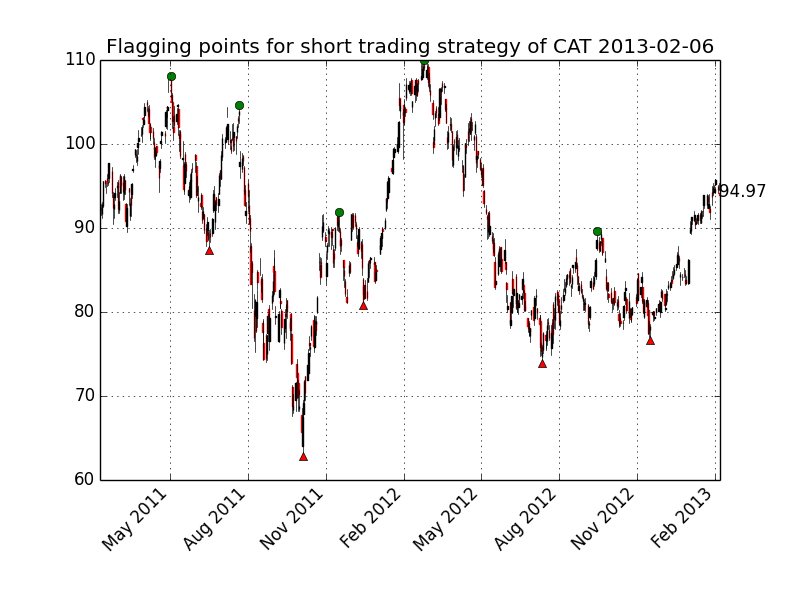 Flagging points for short trading strategy of CAT 2013-02-06
110
100
90
80
70
60
94.97
May 2011
Aug 2011
Nov 2011
Feb 2012
May 2012
Aug 2012
Nov 2012
Feb 2013